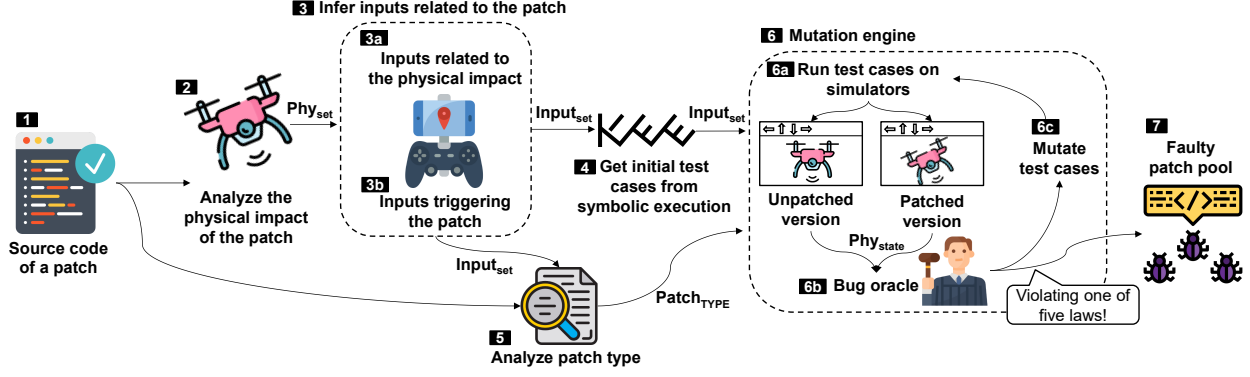 1
Source code
of a patch
2
Analyze the
physical impact
of the patch
Physet
3 Infer inputs related to the patch
3a
Inputs related to
the physical impact
3b
Inputs triggering
the patch
Inputset
Inputset
4 Get initial test
cases from
symbolic execution
Inputset
5
Analyze patch type
PatchTYPE
6 Mutation engine
6a Run test cases on
simulators
Unpatched
version
Patched
version
Phystate
6b Bug oracle
6c
Mutate
test cases
Violating one of
five laws!
7
Faulty
patch pool